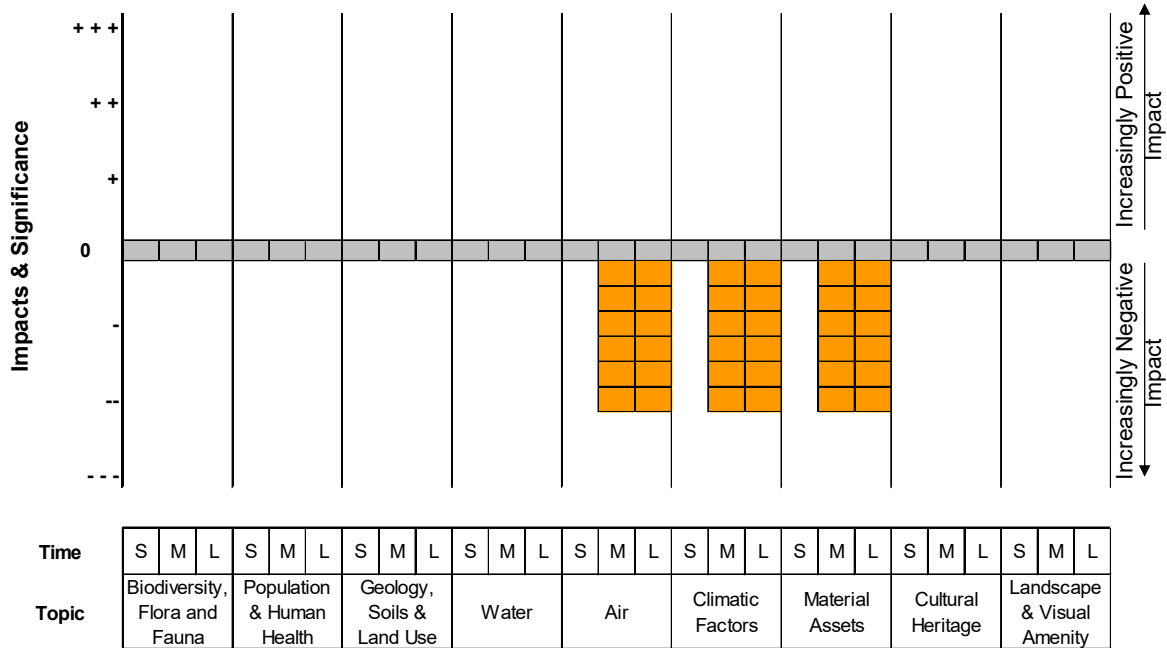 Impacts & Significance
+ + +
+ +
+
0
-
--
- - -
Increasingly Positive
Impact
Increasingly Negative
Impact
Time S M L S M L S M L S M L S M L S M L S M L S M L S M L
Topic
Biodiversity,
Flora and
Fauna
Population
& Human
Health
Geology,
Soils &
Land Use
Water
Air
Climatic
Factors
Material
Assets
Cultural
Heritage
Landscape
& Visual
Amenity